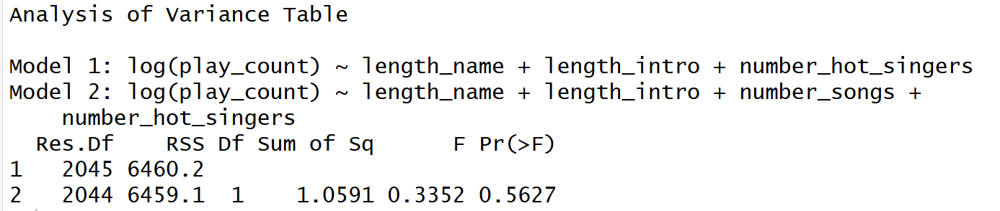 Analysis of Variance Table
Model 1: log(play_count) ~ length_name + length_intro + number_hot_singers
Model 2: log(play_count) ~ length_name + length_intro + number_songs +
    number_hot_singers
  Res.Df    RSS Df Sum of Sq      F Pr(>F)
1   2045 6460.2
2   2044 6459.1  1    1.0591 0.3352 0.5627